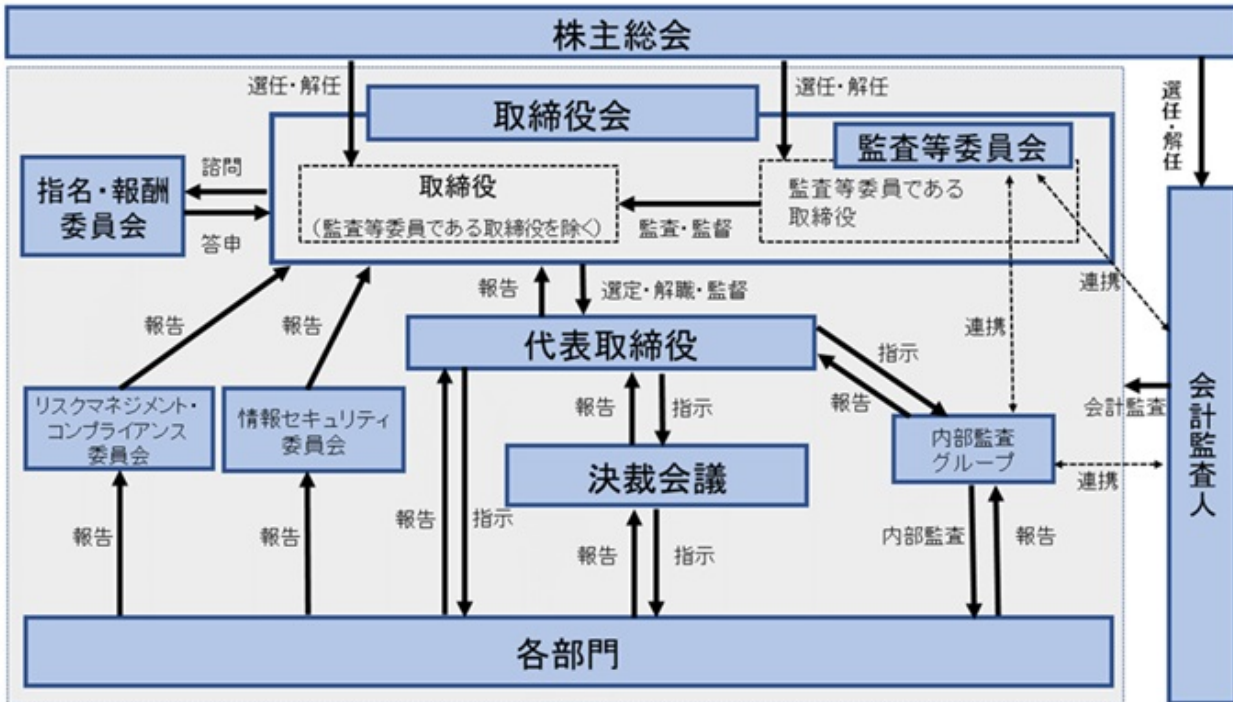 株主総会
選任・解任
選任・解任
選任・解任
取締役会
監査等委員会
諮問
指名・報酬
委員会
答申
取締役
(監査等委員である取締役を除く)
監査・監督
監査等委員である
取締役
報告
報告
報告
選定・解職・監督
連携
連携
代表取締役
指示
報告
会計監査
会計監査人
リスクマネジメント・
コンプライアンス
委員会
情報セキュリティ
委員会
報告
指示
内部監査
グループ
連携
決裁会議
報告
報告
報告
指示
報告
指示
内部監査
報告
各部門